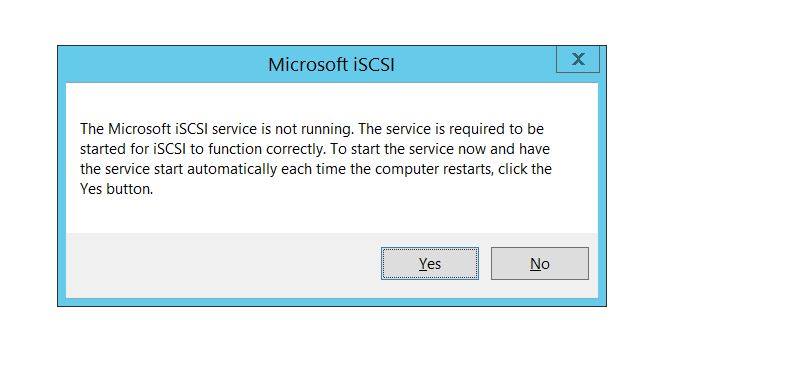 Microsoft iSCSI
X
The Microsoft iSCSI service is not running. The service is required to be
started for iSCSI to function correctly. To start the service now and have
the service start automatically each time the computer restarts, click the
Yes button.
Yes No